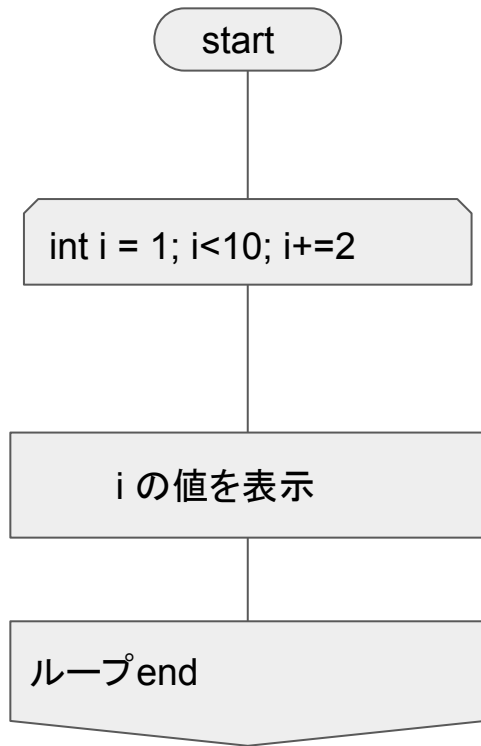 start
int i = 1; i<10; i+=2
i の値を表示
ループend